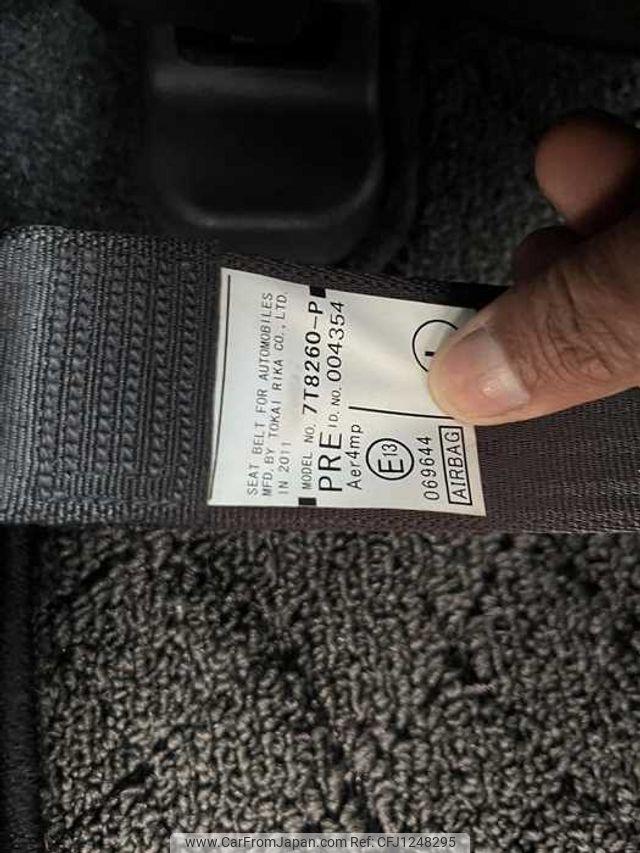 SEAT BELT FOR AUTOMOBILES
MFD. BY TOKAI RIKA CO., LTD.
IN 2011
MODEL NO. 7T8260-P
PRE ID. NO. 004354
Aer4mp
E13
069644
AIRBAG
www.CarFromJapan.com Ref: CFJ1248295